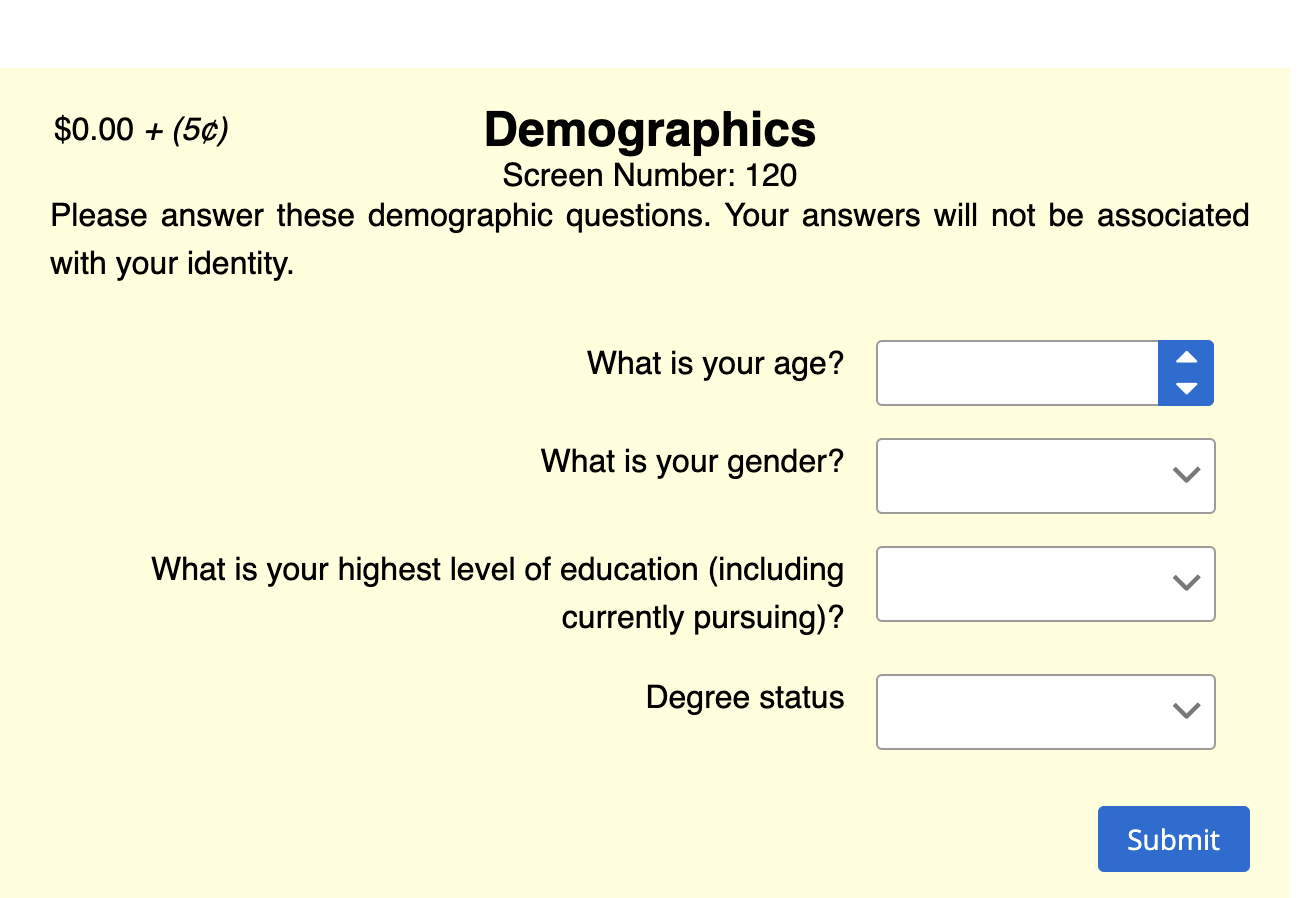 $0.00 + (5¢)
Demographics
Screen Number: 120
Please answer these demographic questions. Your answers will not be associated
with your identity.
What is your age?
What is your gender?
What is your highest level of education (including
currently pursuing)?
Degree status
Submit